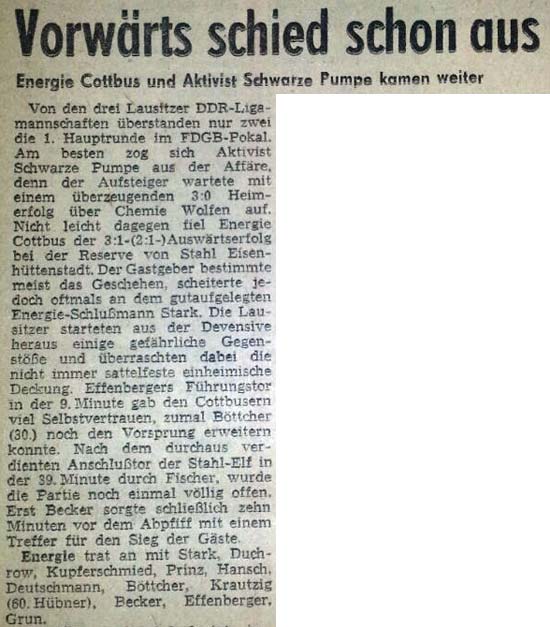 Vorwärts schied schon aus
Energie Cottbus und Aktivist Schwarze Pumpe kamen weiter
Von den drei Lausitzer DDR-Liga-
mannschaften überstanden nur zwei
die 1. Hauptrunde im FDGB-Pokal.
Am besten zog sich Aktivist
Schwarze Pumpe aus der Affäre,
denn der Aufsteiger wartete mit
einem überzeugenden 3:0 Heim-
erfolg über Chemie Wolfen auf.
Nicht leicht dagegen fiel Energie
Cottbus der 3:1-(2:1-)Auswärtserfolg
bei der Reserve von Stahl Eisen-
hüttenstadt. Der Gastgeber bestimmte
meist das Geschehen, scheiterte je-
doch oftmals an dem gutaufgelegten
Energie-Schlußmann Stark. Die Lau-
sitzer starteten aus der Devensive
heraus einige gefährliche Gegen-
stöße und überraschten dabei die
nicht immer sattelfeste einheimische
Deckung. Effenbergers Führungstor
in der 9. Minute gab den Cottbusern
viel Selbstvertrauen, zumal Böttcher
(30.) noch den Vorsprung erweitern
konnte. Nach dem durchaus ver-
dienten Anschlußtor der Stahl-Elf in
der 39. Minute durch Fischer, wurde
die Partie noch einmal völlig offen.
Erst Becker sorgte schließlich zehn
Minuten vor dem Abpfiff mit einem
Treffer für den Sieg der Gäste.
Energie trat an mit Stark, Duch-
row, Kupferschmied, Prinz, Hansch,
Deutschmann, Böttcher, Krautzig
(60. Hübner), Becker, Effenberger,
Grun.